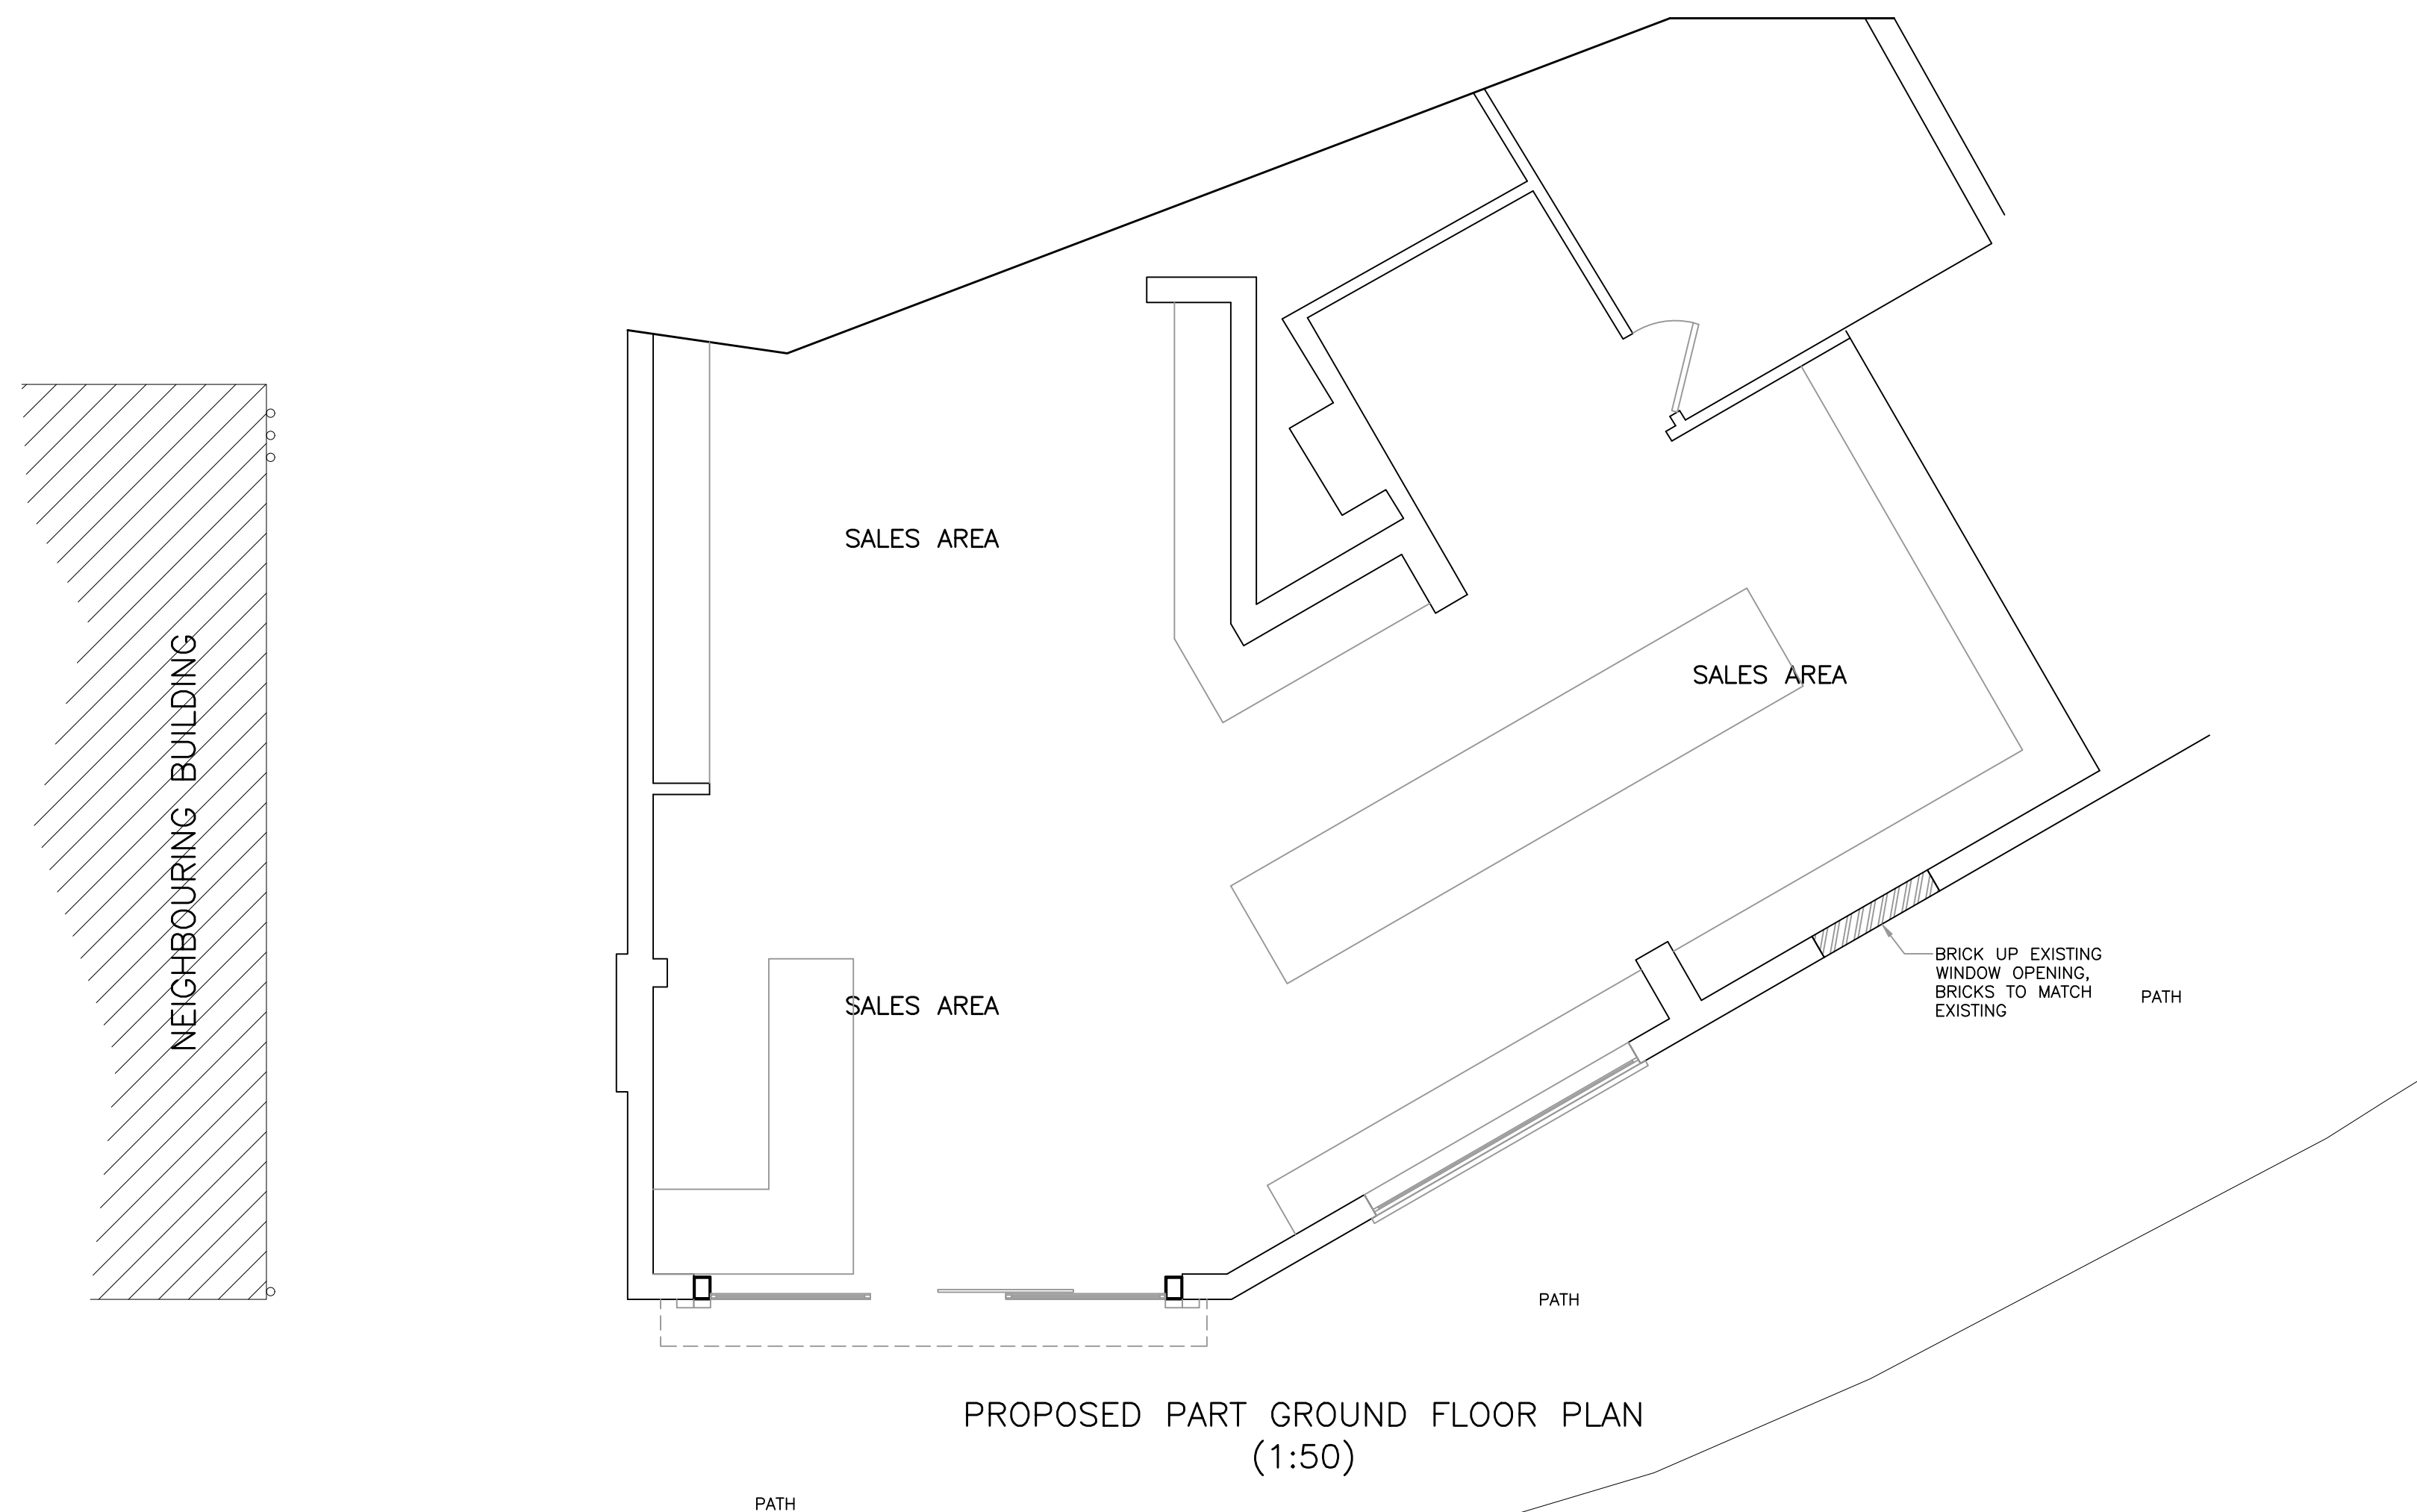 SALES AREA
NEIGHBOURING BUILDING
SALES AREA
SALES AREA
BRICK UP EXISTING
WINDOW OPENING,
BRICKS TO MATCH
EXISTING
PATH
PATH
PROPOSED PART GROUND FLOOR PLAN
(1:50)
PATH